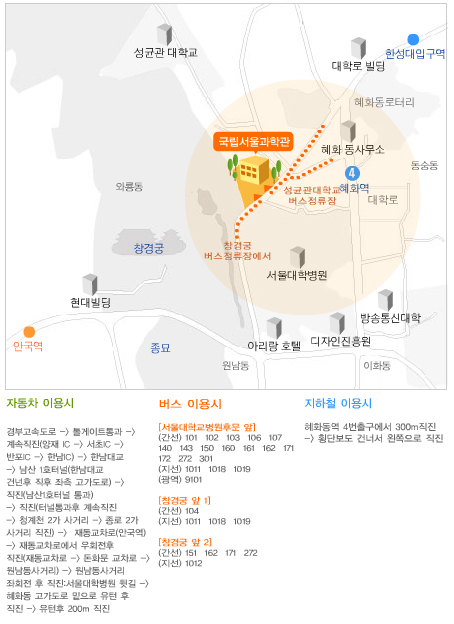 성균관 대학교
대학로 빌딩
한성대입구역
혜화동로터리
국립서울과학관
혜화 동사무소
동숭동
4
혜화역
와룡동
성균관대학교
버스정류장
대학로
창경궁
창경궁
버스정류장에서
서울대학병원
현대빌딩
방송통신대학
안국역
종묘
아리랑 호텔
디자인진흥원
원남동
이화동
자동차 이용시
경부고속도로 -> 톨게이트통과 ->
계속직진(양재 IC -> 서초IC ->
반포IC -> 한남IC) -> 한남대교
-> 남산 1호터널(한남대교
건넌후 직후 좌측 고가도로) ->
직진(남산1호터널 통과)
-> 직진(터널통과후 계속직진
-> 청계천 2가 사거리 -> 종로 2가
사거리 직진) -> 재동교차로(안국역)
-> 재동교차로에서 우회전후
직진(재동교차로 -> 돈화문 교차로 ->
원남동사거리) -> 원남동사거리
좌회전 후 직진:서울대학병원 뒷길 ->
혜화동 고가도로 밑으로 유턴 후
직진 -> 유턴후 200m 직진
버스 이용시
[서울대학교병원후문 앞]
(간선) 101 102 103 106 107
140 143 150 160 161 162 171
172 272 301
(지선) 1011 1018 1019
(광역) 9101
[창경궁 앞 1]
(간선) 104
(지선) 1011 1018 1019
[창경궁 앞 2]
(간선) 151 162 171 272
(지선) 1012
지하철 이용시
혜화동역 4번출구에서 300m직진
-> 횡단보도 건너서 왼쪽으로 직진